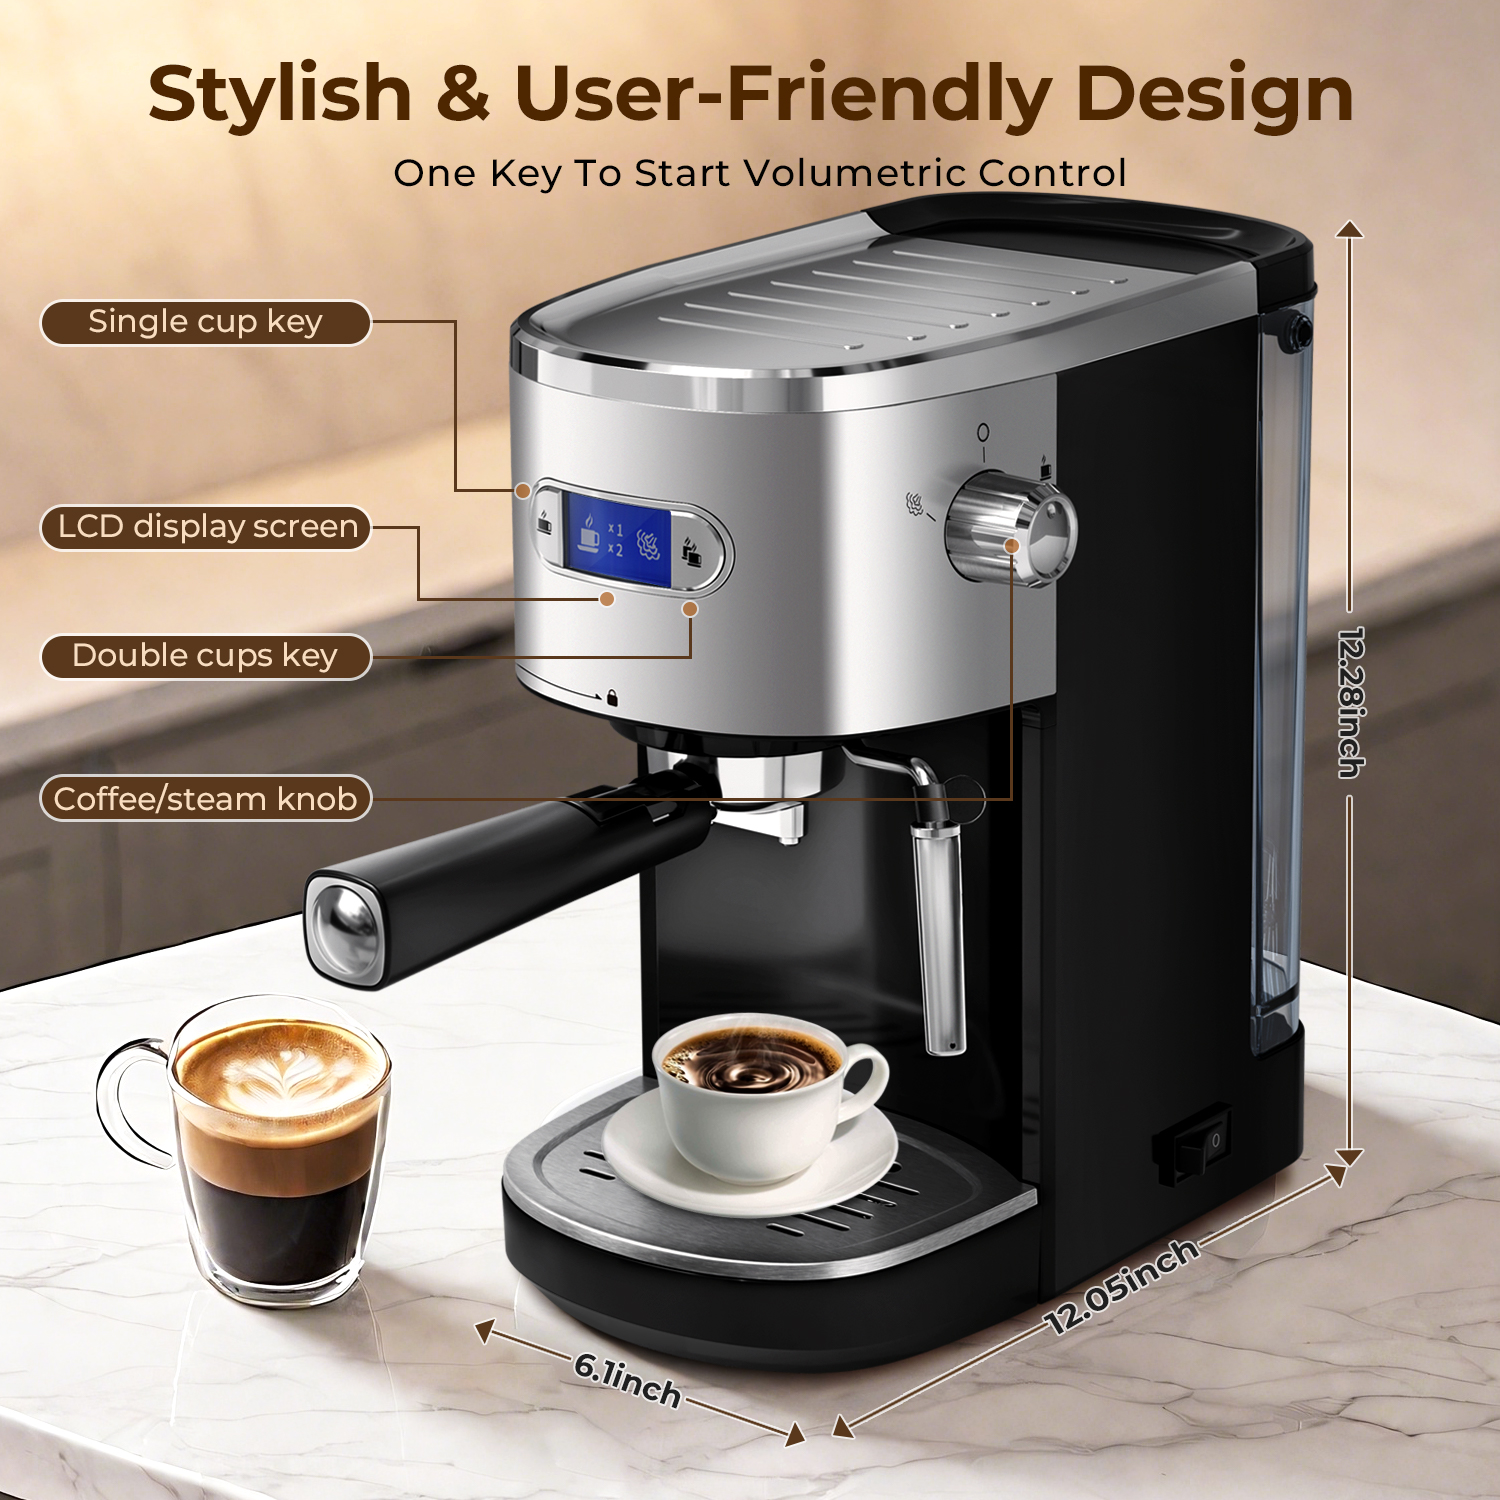 Stylish & User-Friendly Design
One Key To Start Volumetric Control
Single cup key
LCD display screen
Double cups key
Coffee/steam knob
x1
x2
12.28inch
12.05inch
6.1inch